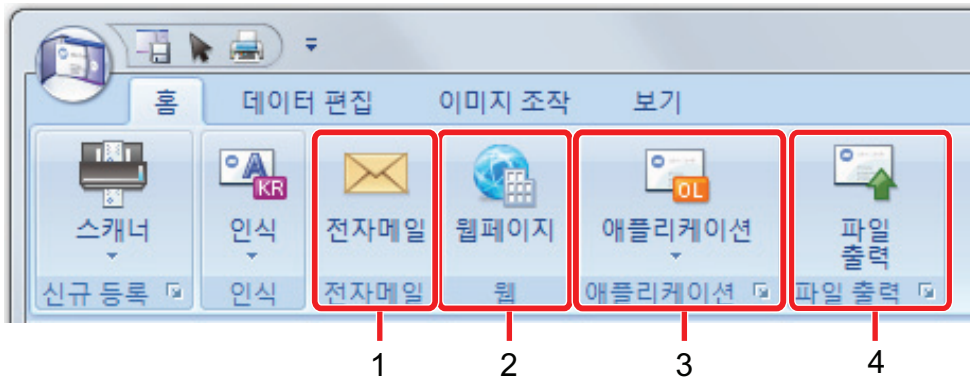 홈 데이터 편집 이미지 조작 보기
KR
OL
스캐너 인식 전자메일 웹페이지 애플리케이션 파일
출력
신규 등록 인식 전자메일 웹 애플리케이션 파일 출력
1 2 3 4